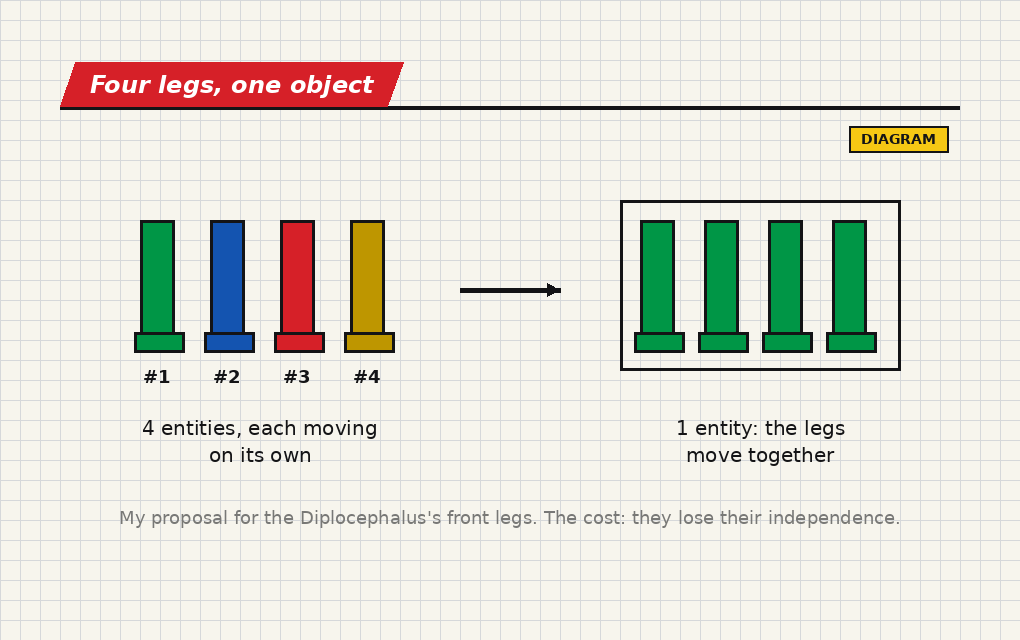 Four legs, one object
DIAGRAM
#1 #2 #3 #4
4 entities, each moving
on its own
1 entity: the legs
move together
My proposal for the Diplocephalus's front legs. The cost: they lose their independence.